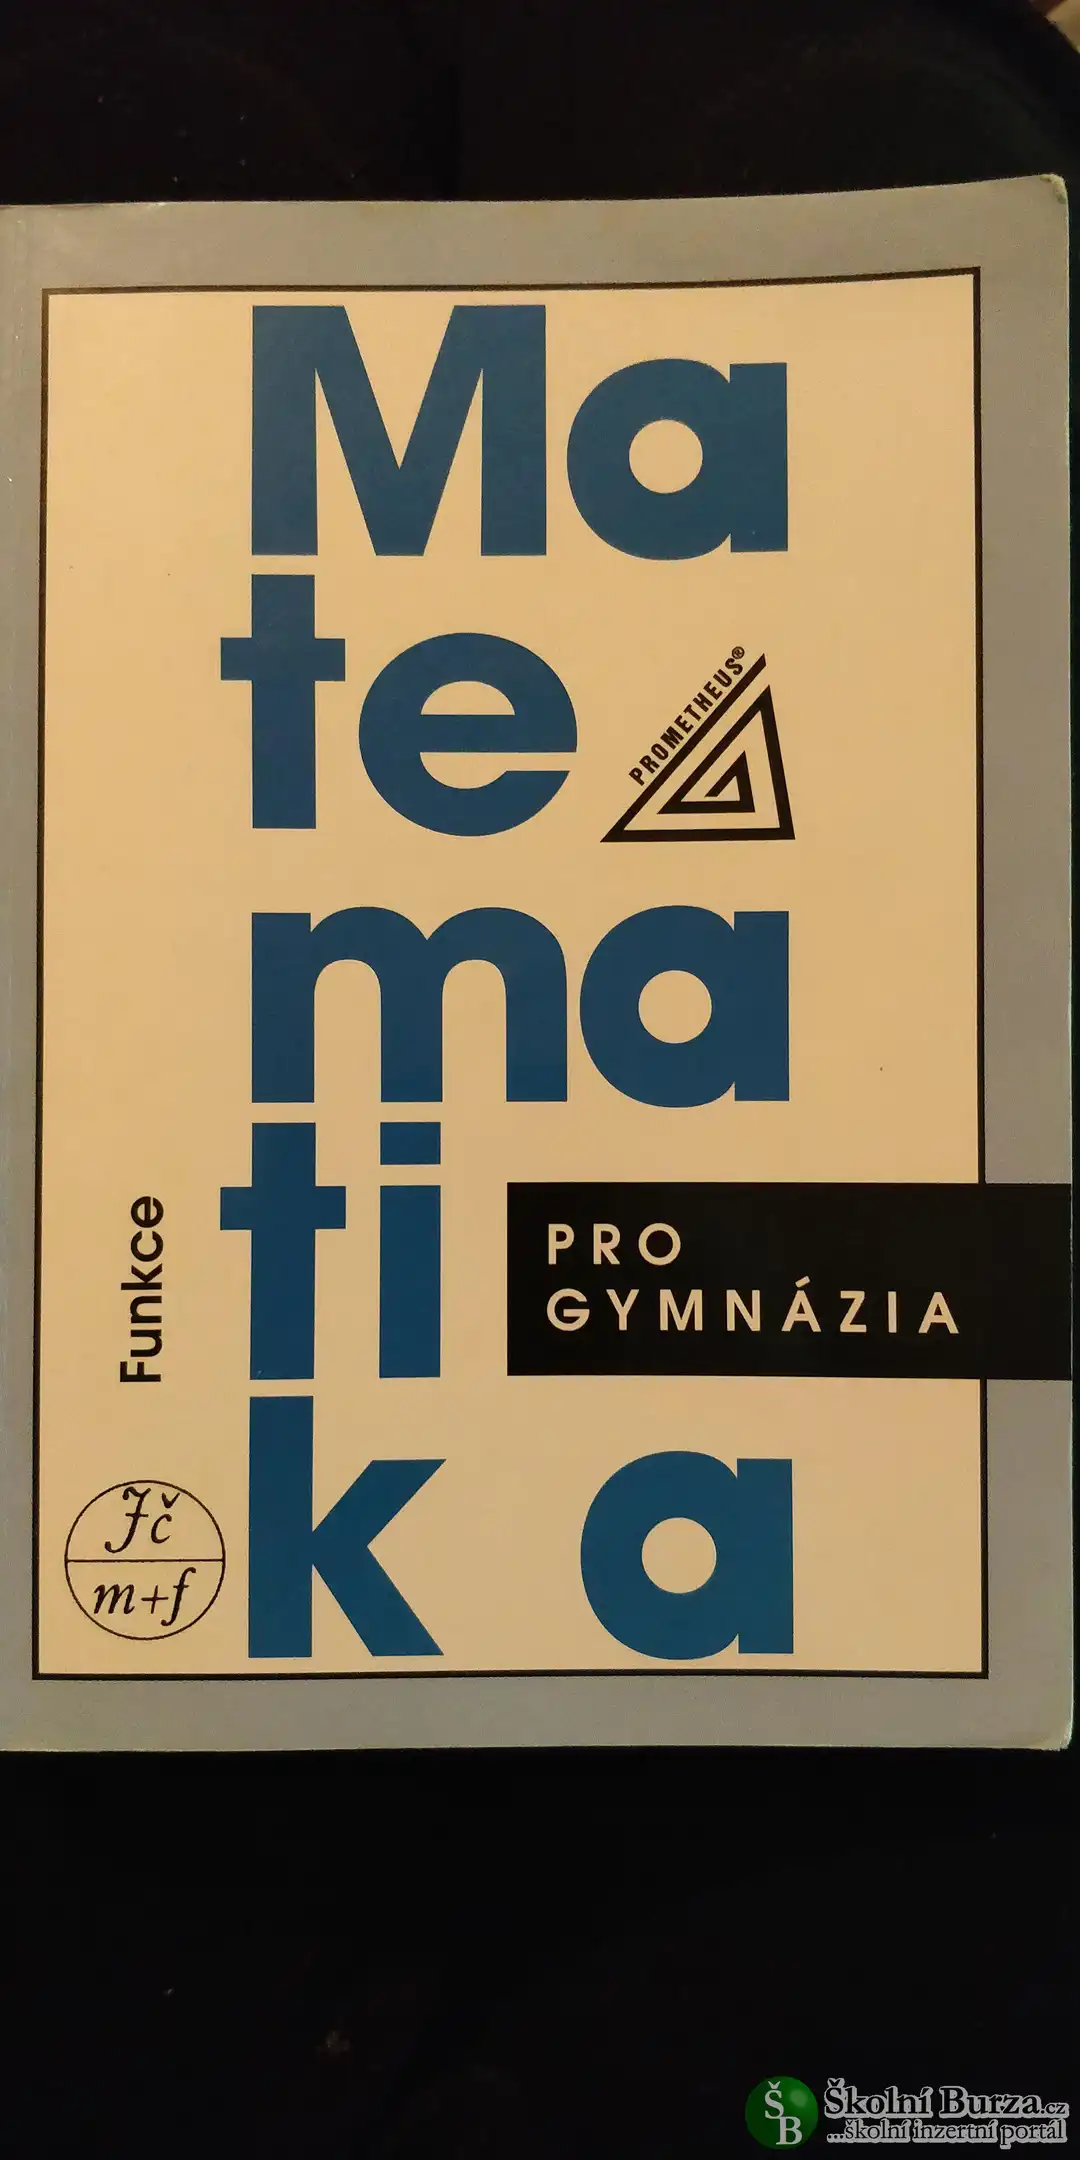 Ma
te
PROMETHEUS®
ma
ti
PRO
GYMNÁZIA
Funkce
k a
Jč
m+f
ŠB
Školní Burza.cz
...školní inzertní portál